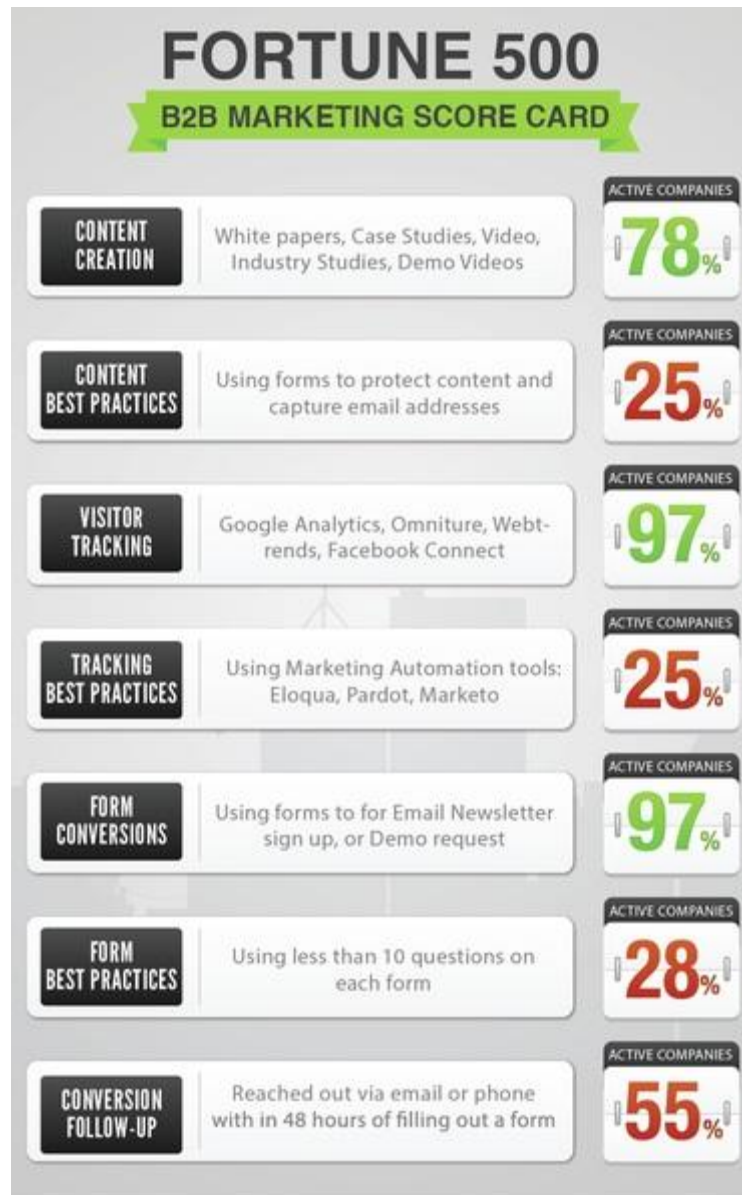 FORTUNE 500
B2B MARKETING SCORE CARD
ACTIVE COMPANIES
CONTENT
CREATION
White papers, Case Studies, Video,
Industry Studies, Demo Videos
78%
ACTIVE COMPANIES
CONTENT
BEST PRACTICES
Using forms to protect content and
capture email addresses
25%
ACTIVE COMPANIES
VISITOR
TRACKING
Google Analytics, Omniture, Webt-
rends, Facebook Connect
97%
ACTIVE COMPANIES
TRACKING
BEST PRACTICES
Using Marketing Automation tools:
Eloqua, Pardot, Marketo
25%
ACTIVE COMPANIES
FORM
CONVERSIONS
Using forms to for Email Newsletter
sign up, or Demo request
97%
ACTIVE COMPANIES
FORM
BEST PRACTICES
Using less than 10 questions on
each form
28%
ACTIVE COMPANIES
CONVERSION
FOLLOW-UP
Reached out via email or phone
with in 48 hours of filling out a form
55%